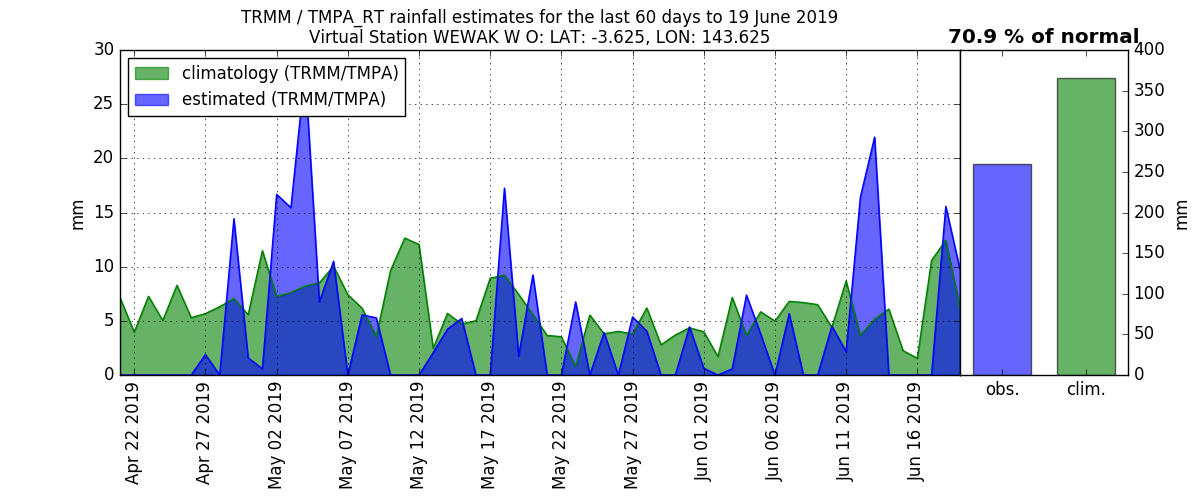 TRMM / TMPA_RT rainfall estimates for the last 60 days to 19 June 2019
Virtual Station WEWAK W O: LAT: -3.625, LON: 143.625
70.9 % of normal
climatology (TRMM/TMPA)
estimated (TRMM/TMPA)
30
25
20
15
10
5
0
mm
Apr 22 2019
Apr 27 2019
May 02 2019
May 07 2019
May 12 2019
May 17 2019
May 22 2019
May 27 2019
Jun 01 2019
Jun 06 2019
Jun 11 2019
Jun 16 2019
obs.
clim.
400
350
300
250
200
150
100
50
0
mm